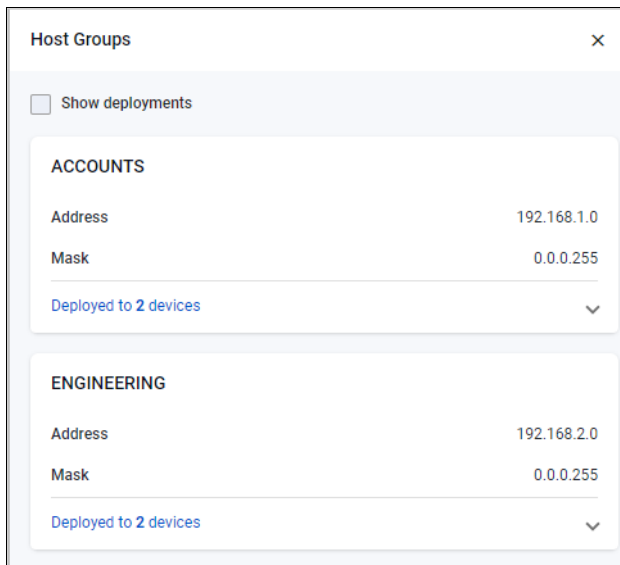 Host Groups
Show deployments
ACCOUNTS
Address 192.168.1.0
Mask 0.0.0.255
Deployed to 2 devices
ENGINEERING
Address 192.168.2.0
Mask 0.0.0.255
Deployed to 2 devices